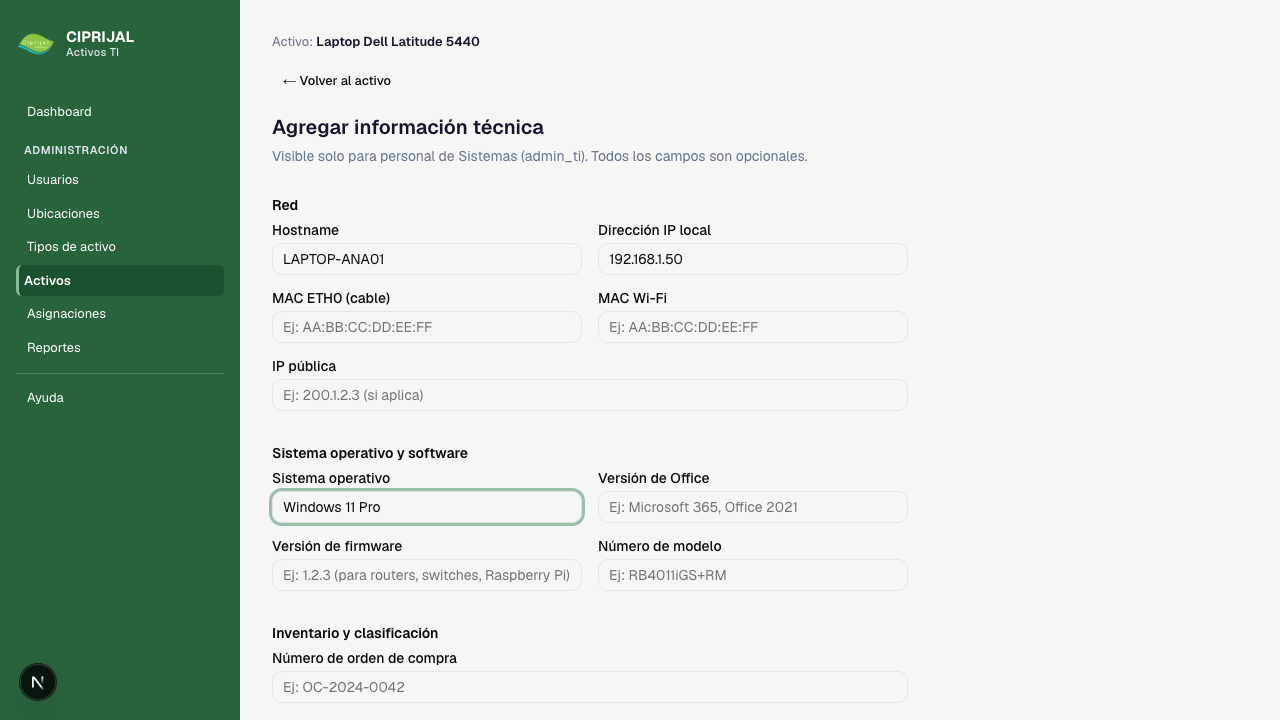 Ciprijal
CIPRIJAL
Activos TI
Dashboard
ADMINISTRACIÓN
Usuarios
Ubicaciones
Tipos de activo
Activos
Asignaciones
Reportes
Ayuda
N
Activo: Laptop Dell Latitude 5440
← Volver al activo
Agregar información técnica
Visible solo para personal de Sistemas (admin_ti). Todos los campos son opcionales.
Red
Hostname
LAPTOP-ANA01
Dirección IP local
192.168.1.50
MAC ETH0 (cable)
Ej: AA:BB:CC:DD:EE:FF
MAC Wi-Fi
Ej: AA:BB:CC:DD:EE:FF
IP pública
Ej: 200.1.2.3 (si aplica)
Sistema operativo y software
Sistema operativo
Windows 11 Pro
Versión de Office
Ej: Microsoft 365, Office 2021
Versión de firmware
Ej: 1.2.3 (para routers, switches, Raspberry Pi)
Número de modelo
Ej: RB4011iGS+RM
Inventario y clasificación
Número de orden de compra
Ej: OC-2024-0042